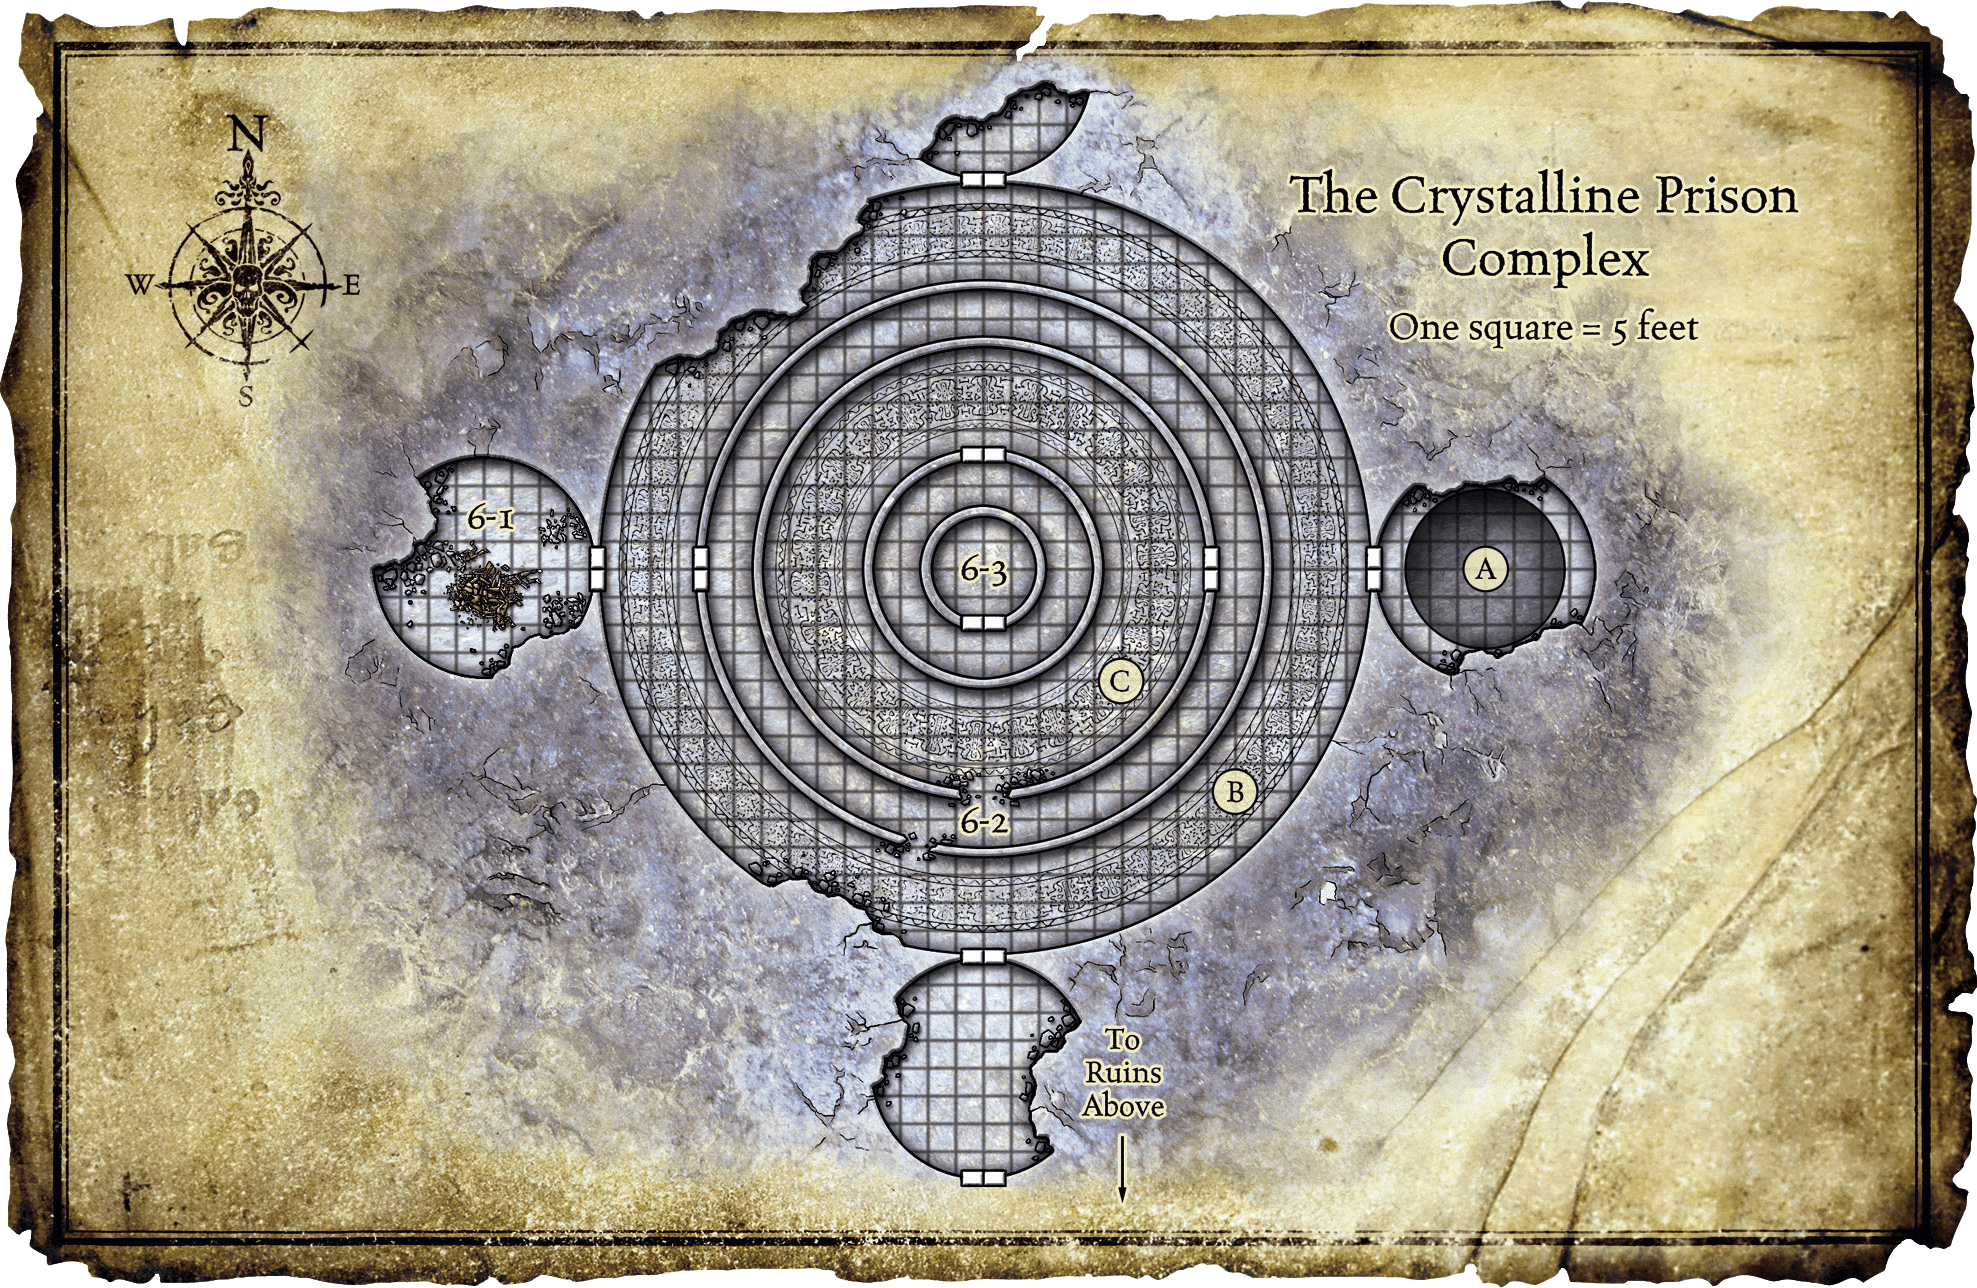 N
W
E
S
The Crystalline Prison
Complex
One square = 5 feet
6-1
6-3
A
C
B
6-2
To
Ruins
Above